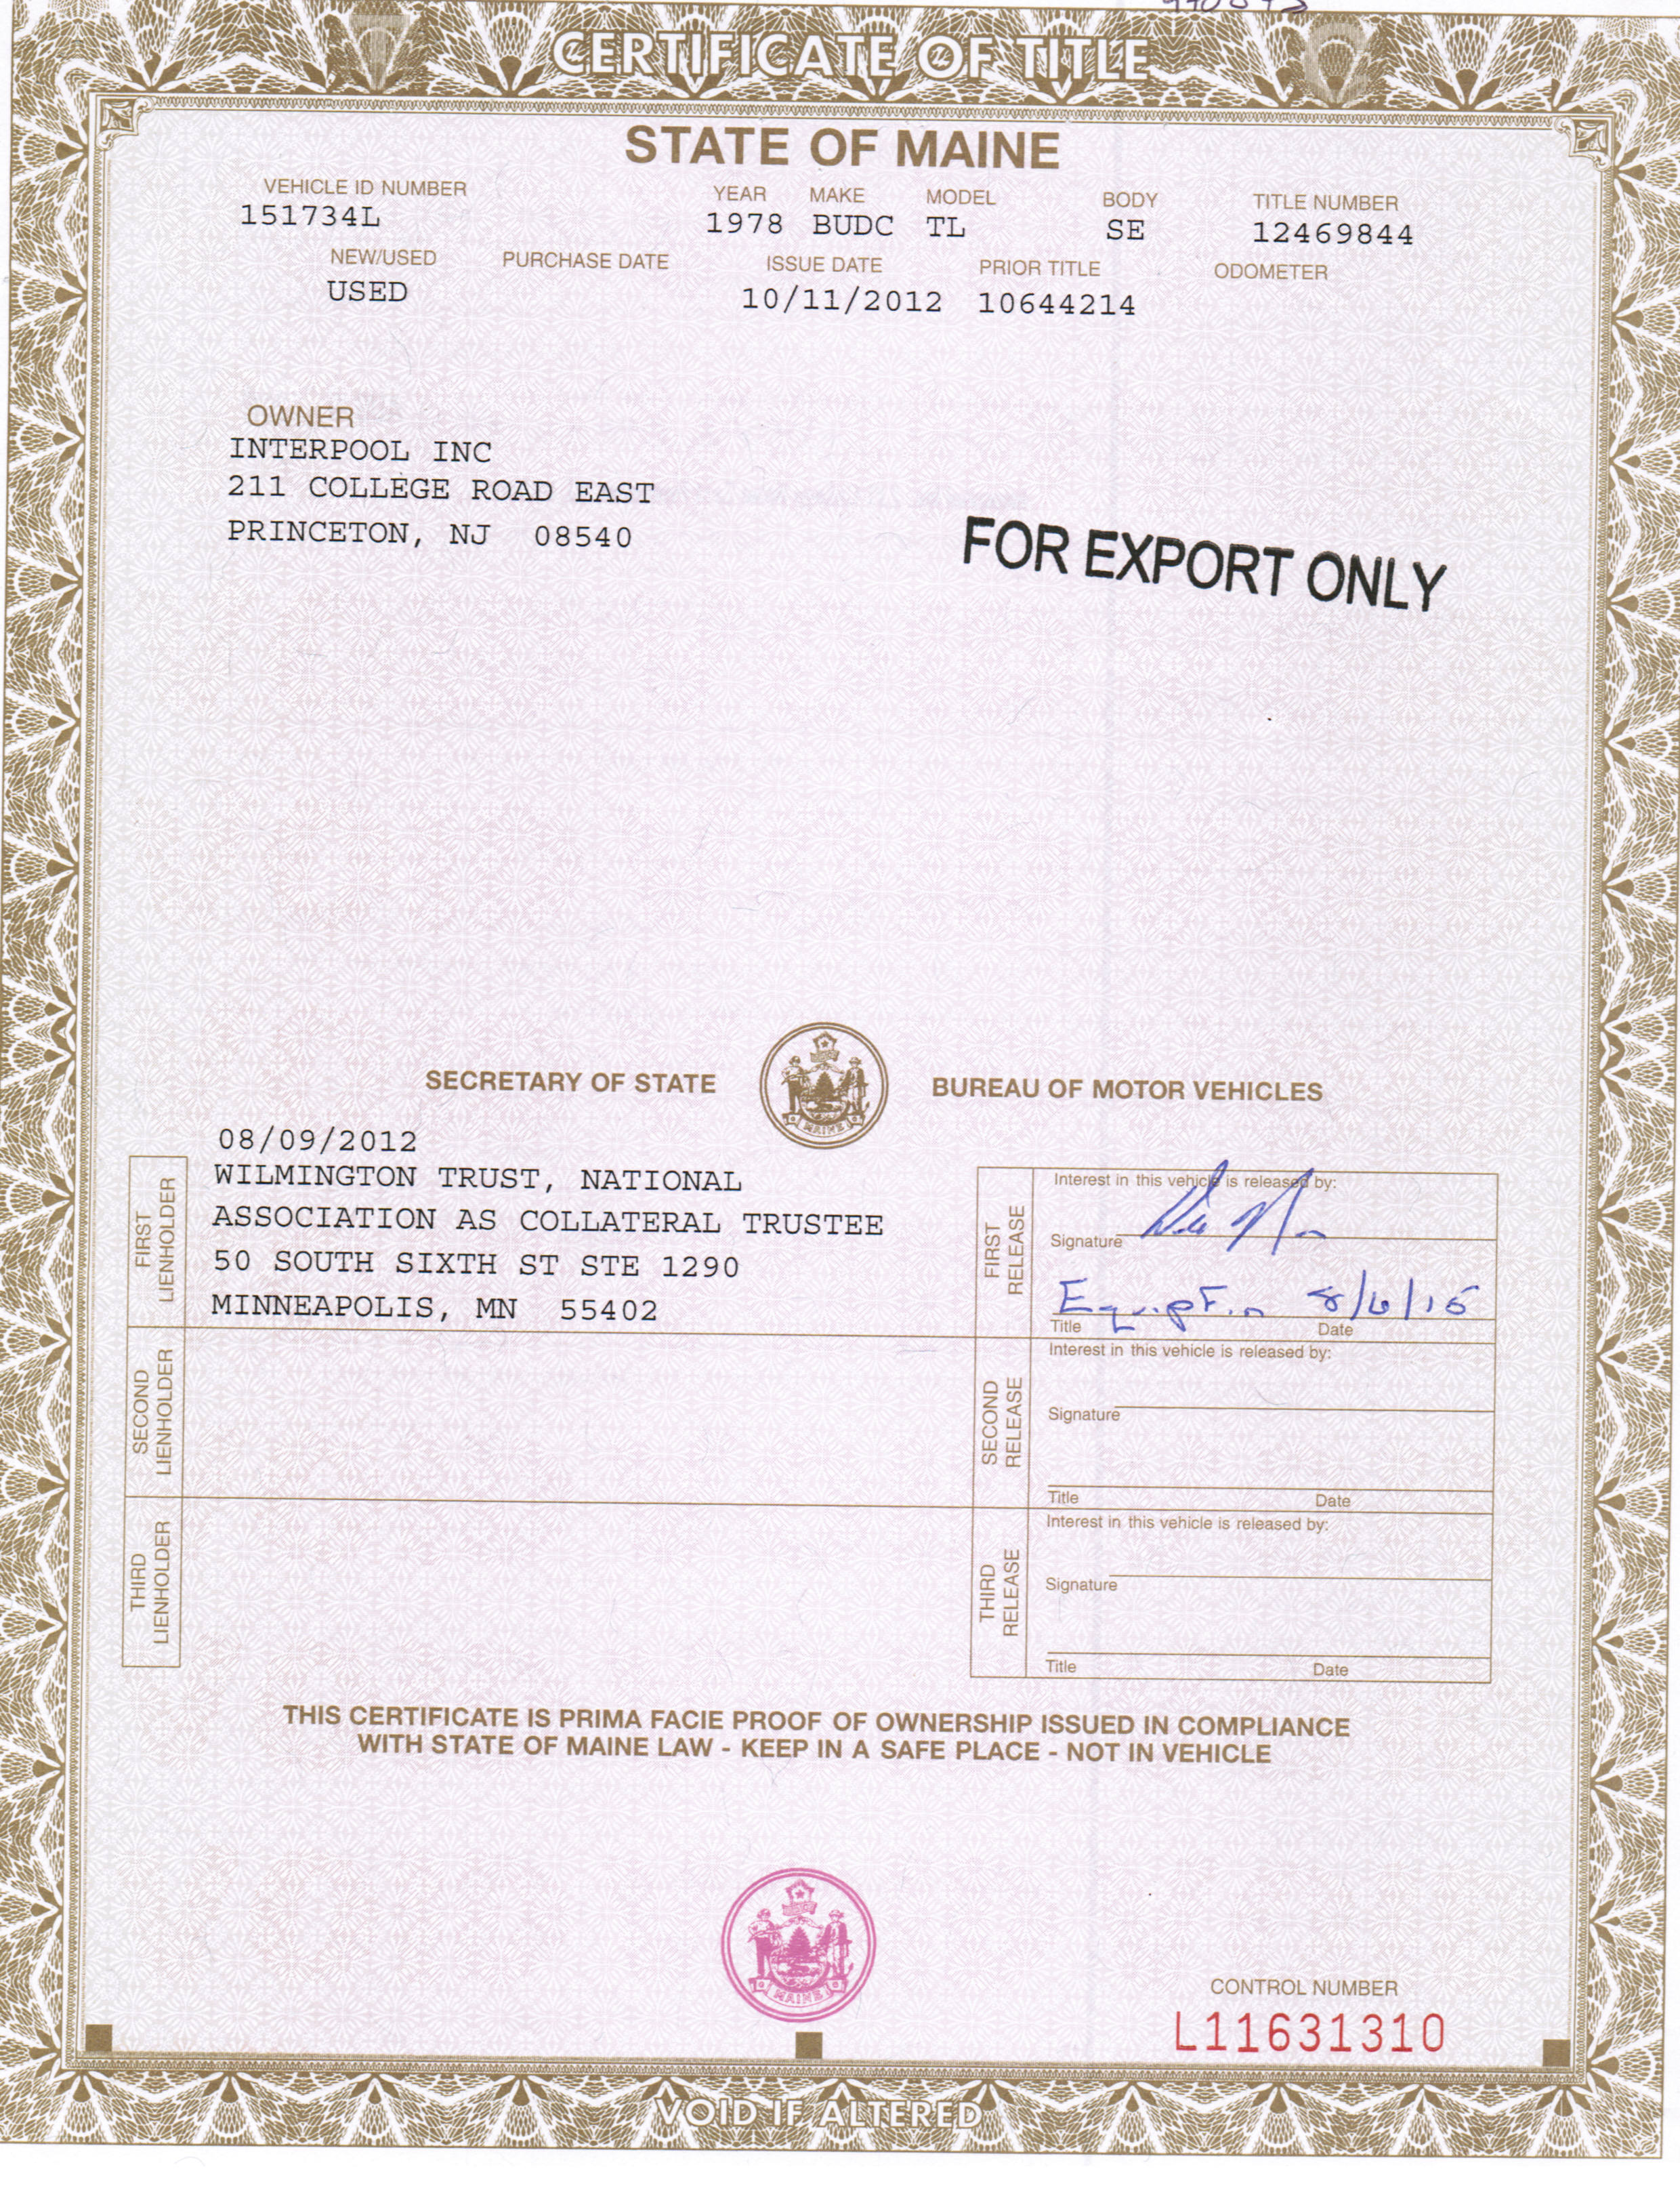 CERTIFICATE OF TITLE
STATE OF MAINE
VEHICLE ID NUMBER YEAR MAKE MODEL BODY TITLE NUMBER
151734L 1978 BUDC TL SE 12469844
NEW/USED PURCHASE DATE ISSUE DATE PRIOR TITLE ODOMETER
USED 10/11/2012 10644214
OWNER
INTERPOOL INC
211 COLLEGE ROAD EAST
PRINCETON, NJ 08540
FOR EXPORT ONLY
SECRETARY OF STATE
MAINE
BUREAU OF MOTOR VEHICLES
08/09/2012
FIRST LIENHOLDER
WILMINGTON TRUST, NATIONAL
ASSOCIATION AS COLLATERAL TRUSTEE
50 SOUTH SIXTH ST STE 1290
MINNEAPOLIS, MN 55402
FIRST RELEASE
Interest in this vehicle is released by:
Signature
EquipFin 8/6/15
Title Date
SECOND LIENHOLDER
SECOND RELEASE
Interest in this vehicle is released by:
Signature
Title Date
THIRD LIENHOLDER
THIRD RELEASE
Interest in this vehicle is released by:
Signature
Title Date
THIS CERTIFICATE IS PRIMA FACIE PROOF OF OWNERSHIP ISSUED IN COMPLIANCE
WITH STATE OF MAINE LAW - KEEP IN A SAFE PLACE - NOT IN VEHICLE
MAINE
CONTROL NUMBER
L11631310
VOID IF ALTERED